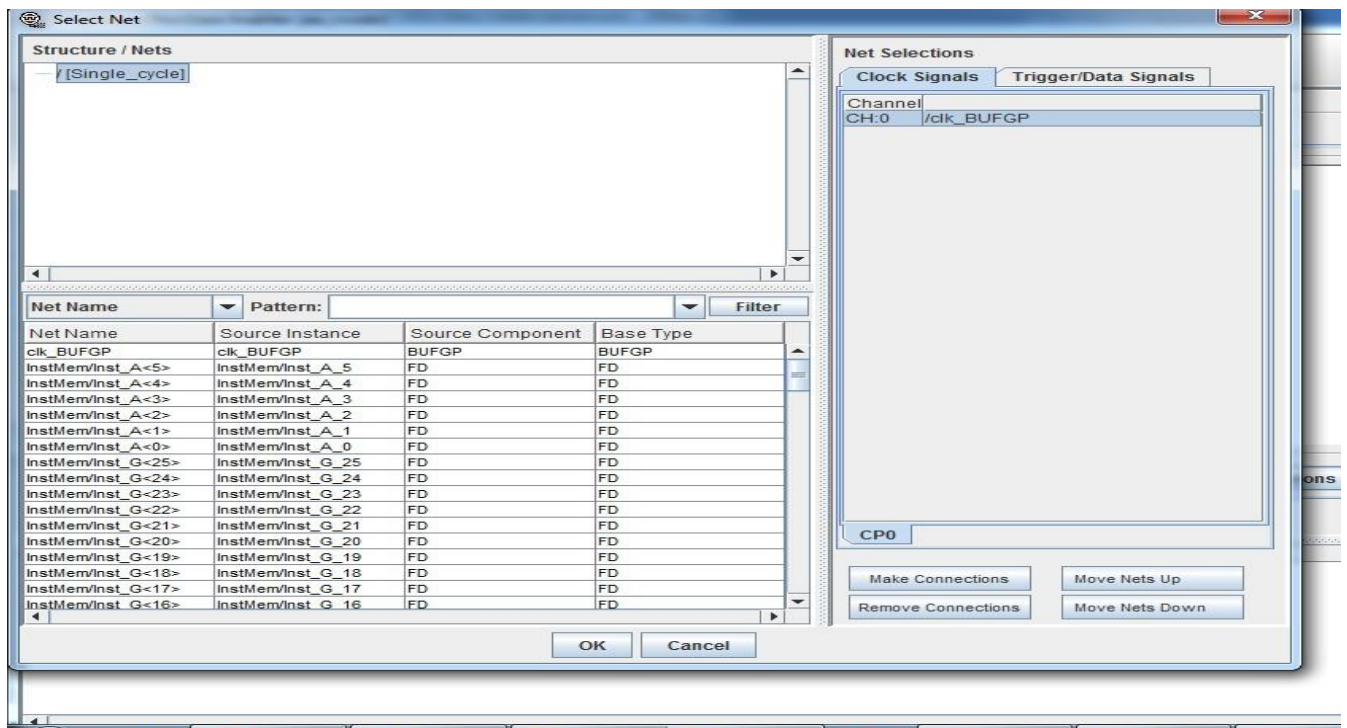 Select Net
Structure / Nets
/ [Single_cycle]
Net Name Pattern: Filter
Net Name Source Instance Source Component Base Type
clk_BUFGP clk_BUFGP BUFGP BUFGP
InstMem/Inst_A<5> InstMem/Inst_A_5 FD FD
InstMem/Inst_A<4> InstMem/Inst_A_4 FD FD
InstMem/Inst_A<3> InstMem/Inst_A_3 FD FD
InstMem/Inst_A<2> InstMem/Inst_A_2 FD FD
InstMem/Inst_A<1> InstMem/Inst_A_1 FD FD
InstMem/Inst_A<0> InstMem/Inst_A_0 FD FD
InstMem/Inst_G<25> InstMem/Inst_G_25 FD FD
InstMem/Inst_G<24> InstMem/Inst_G_24 FD FD
InstMem/Inst_G<23> InstMem/Inst_G_23 FD FD
InstMem/Inst_G<22> InstMem/Inst_G_22 FD FD
InstMem/Inst_G<21> InstMem/Inst_G_21 FD FD
InstMem/Inst_G<20> InstMem/Inst_G_20 FD FD
InstMem/Inst_G<19> InstMem/Inst_G_19 FD FD
InstMem/Inst_G<18> InstMem/Inst_G_18 FD FD
InstMem/Inst_G<17> InstMem/Inst_G_17 FD FD
InstMem/Inst_G<16> InstMem/Inst_G_16 FD FD
Net Selections
Clock Signals Trigger/Data Signals
Channel
CH:0 /clk_BUFGP
CP0
Make Connections Move Nets Up
Remove Connections Move Nets Down
OK Cancel
ons